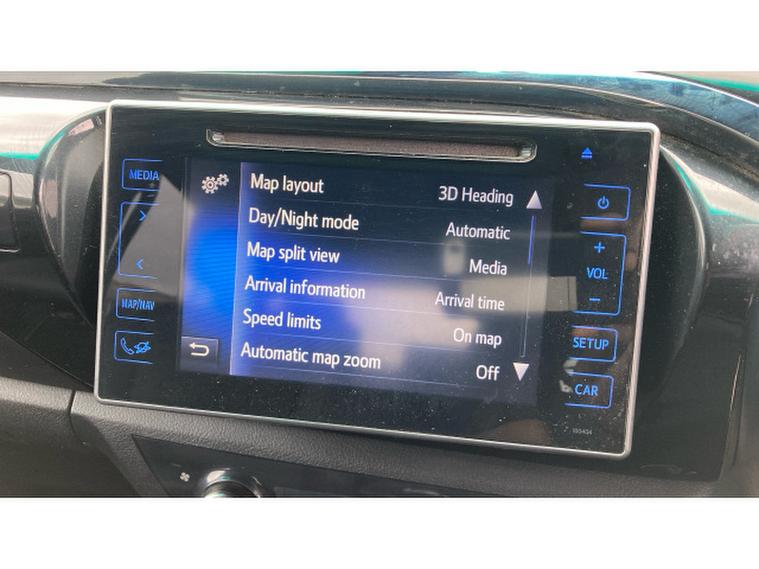 MEDIA
MAP/NAV
Map layout 3D Heading
Day/Night mode Automatic
Map split view Media
Arrival information Arrival time
Speed limits On map
Automatic map zoom Off
+
VOL
−
SETUP
CAR